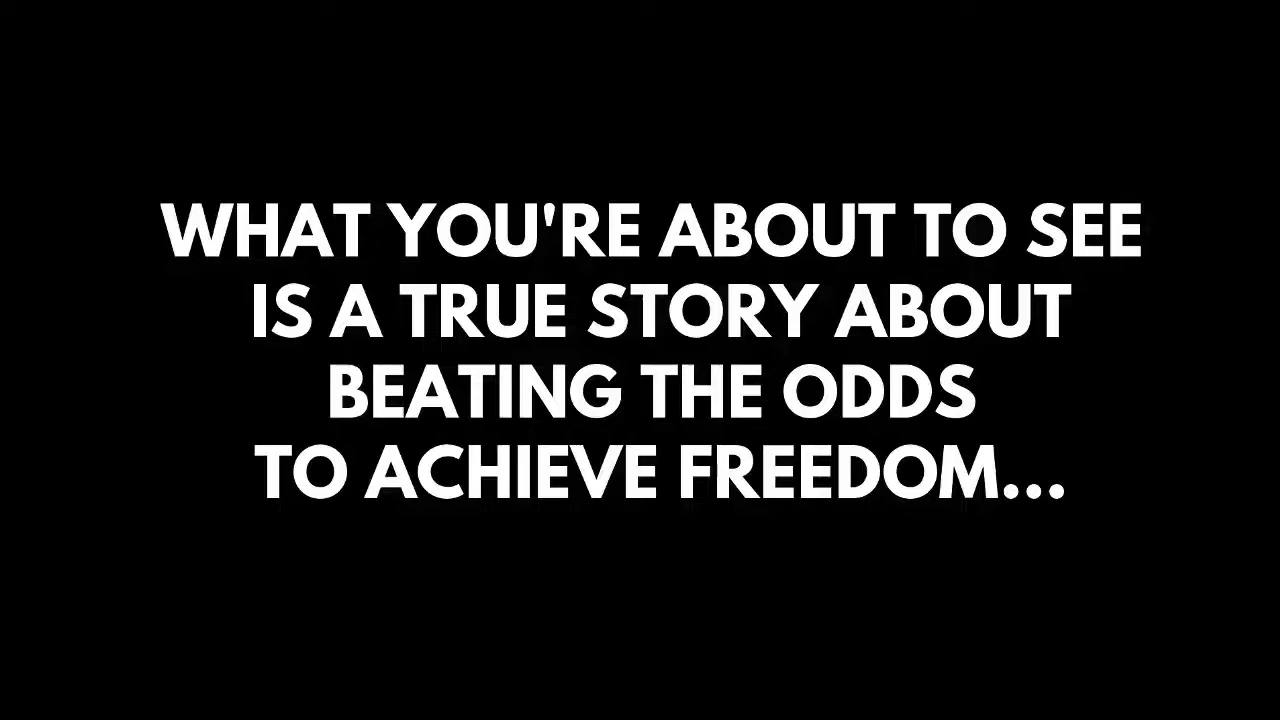 WHAT YOU'RE ABOUT TO SEE
IS A TRUE STORY ABOUT
BEATING THE ODDS
TO ACHIEVE FREEDOM...